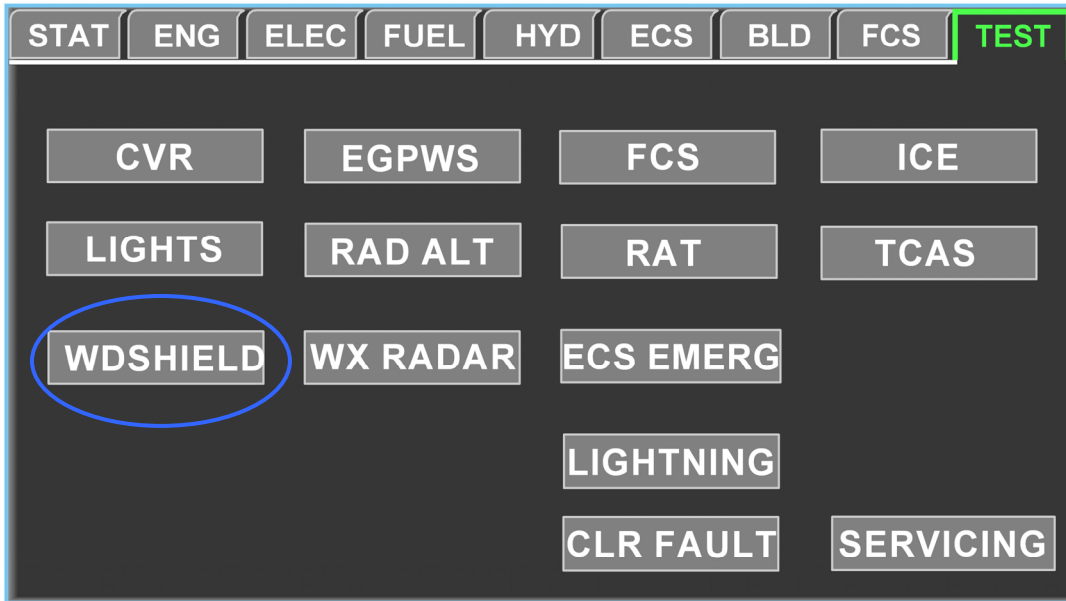 STAT ENG ELEC FUEL HYD ECS BLD FCS TEST
CVR EGPWS FCS ICE
LIGHTS RAD ALT RAT TCAS
WDSHIELD WX RADAR ECS EMERG
LIGHTNING
CLR FAULT SERVICING